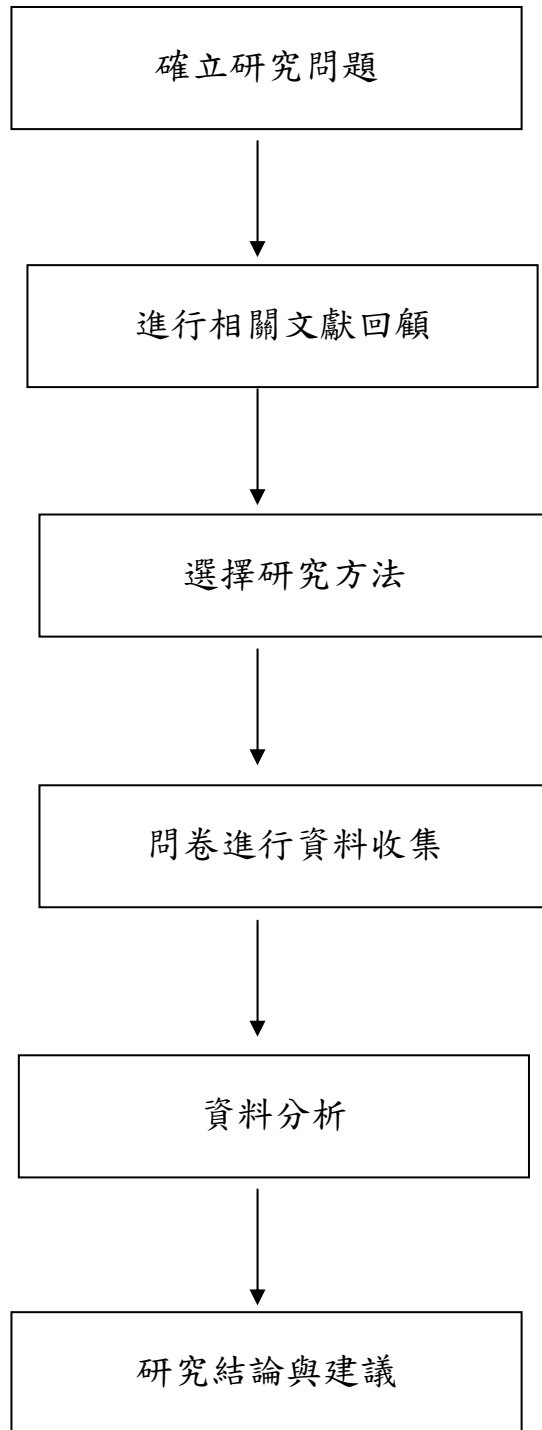 確立研究問題
進行相關文獻回顧
選擇研究方法
問卷進行資料收集
資料分析
研究結論與建議